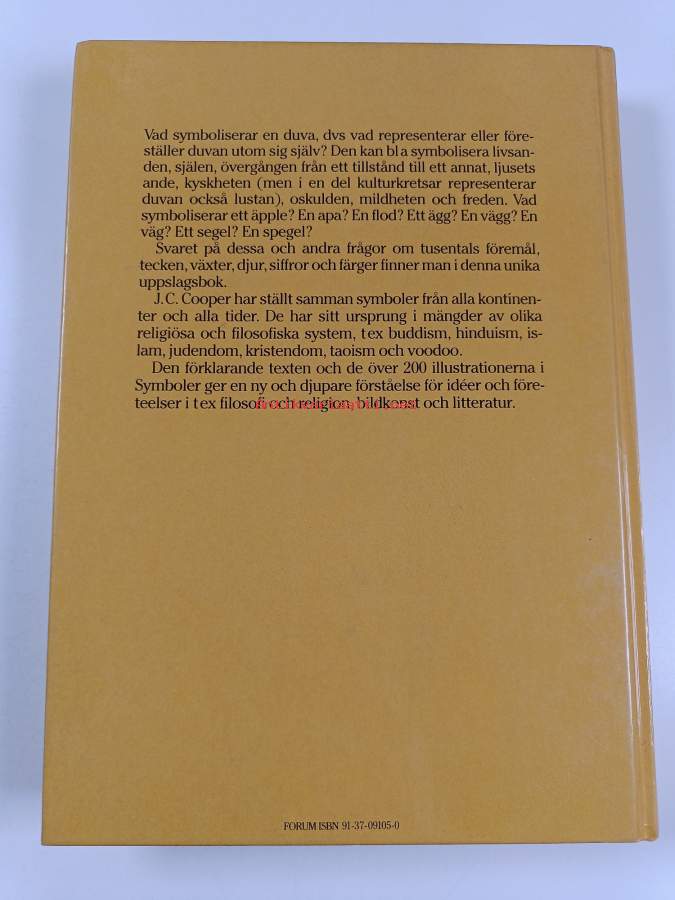 Vad symboliserar en duva, dvs vad representerar eller före-
ställer duvan utom sig själv? Den kan bl a symbolisera livsan-
den, själen, övergången från ett tillstånd till ett annat, ljusets
ande, kyskheten (men i en del kulturkretsar representerar
duvan också lustan), oskulden, mildheten och freden. Vad
symboliserar ett äpple? En apa? En flod? Ett ägg? En vägg? En
väg? Ett segel? En spegel?
Svaret på dessa och andra frågor om tusentals föremål,
tecken, växter, djur, siffror och färger finner man i denna unika
uppslagsbok.
J.C. Cooper har ställt samman symboler från alla kontinen-
ter och alla tider. De har sitt ursprung i mängder av olika
religiösa och filosofiska system, t ex buddism, hinduism, is-
lam, judendom, kristendom, taoism och voodoo.
Den förklarande texten och de över 200 illustrationerna i
Symboler ger en ny och djupare förståelse för idéer och före-
teelser i t ex filosofi och religion, bildkonst och litteratur.
FORUM ISBN 91-37-09105-0